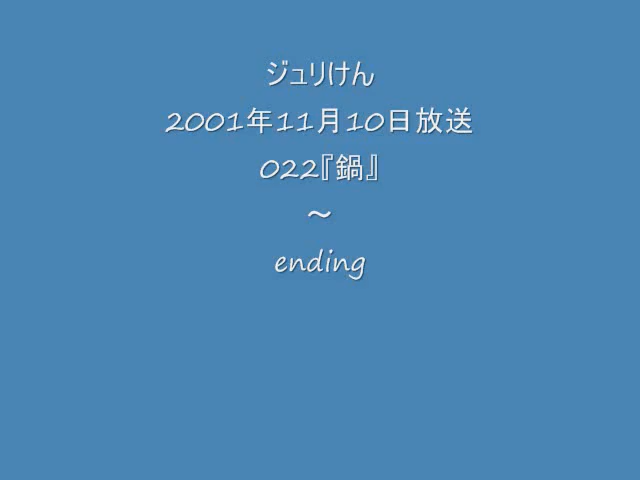 ジュリけん
2001年11月10日放送
022『鍋』
～
ending